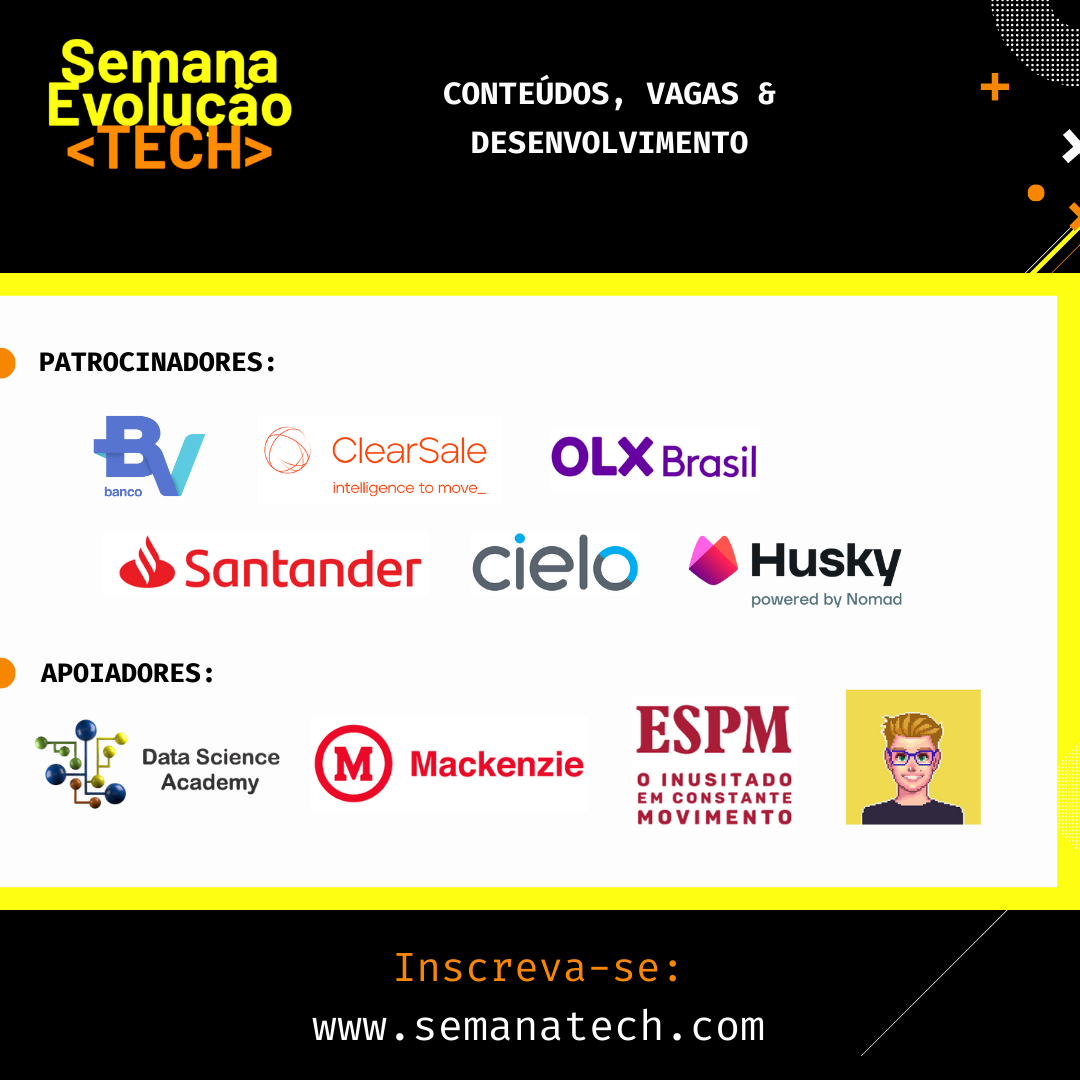 Semana
Evolução
<TECH>
CONTEÚDOS, VAGAS &
DESENVOLVIMENTO
PATROCINADORES:
BV
banco
ClearSale
intelligence to move_
OLX Brasil
Santander
cielo
Husky
powered by Nomad
APOIADORES:
Data Science
Academy
M Mackenzie
ESPM
O INUSITADO
EM CONSTANTE
MOVIMENTO
Inscreva-se:
www.semanatech.com